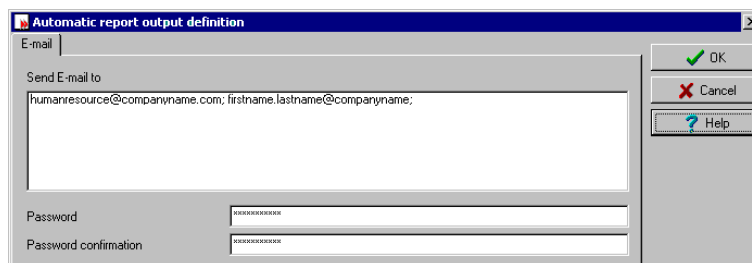 Automatic report output definition
E-mail
OK
Send E-mail to
Cancel
humanresource@companyname.com; firstname.lastname@companyname;
Help
Password
***********
Password confirmation
***********